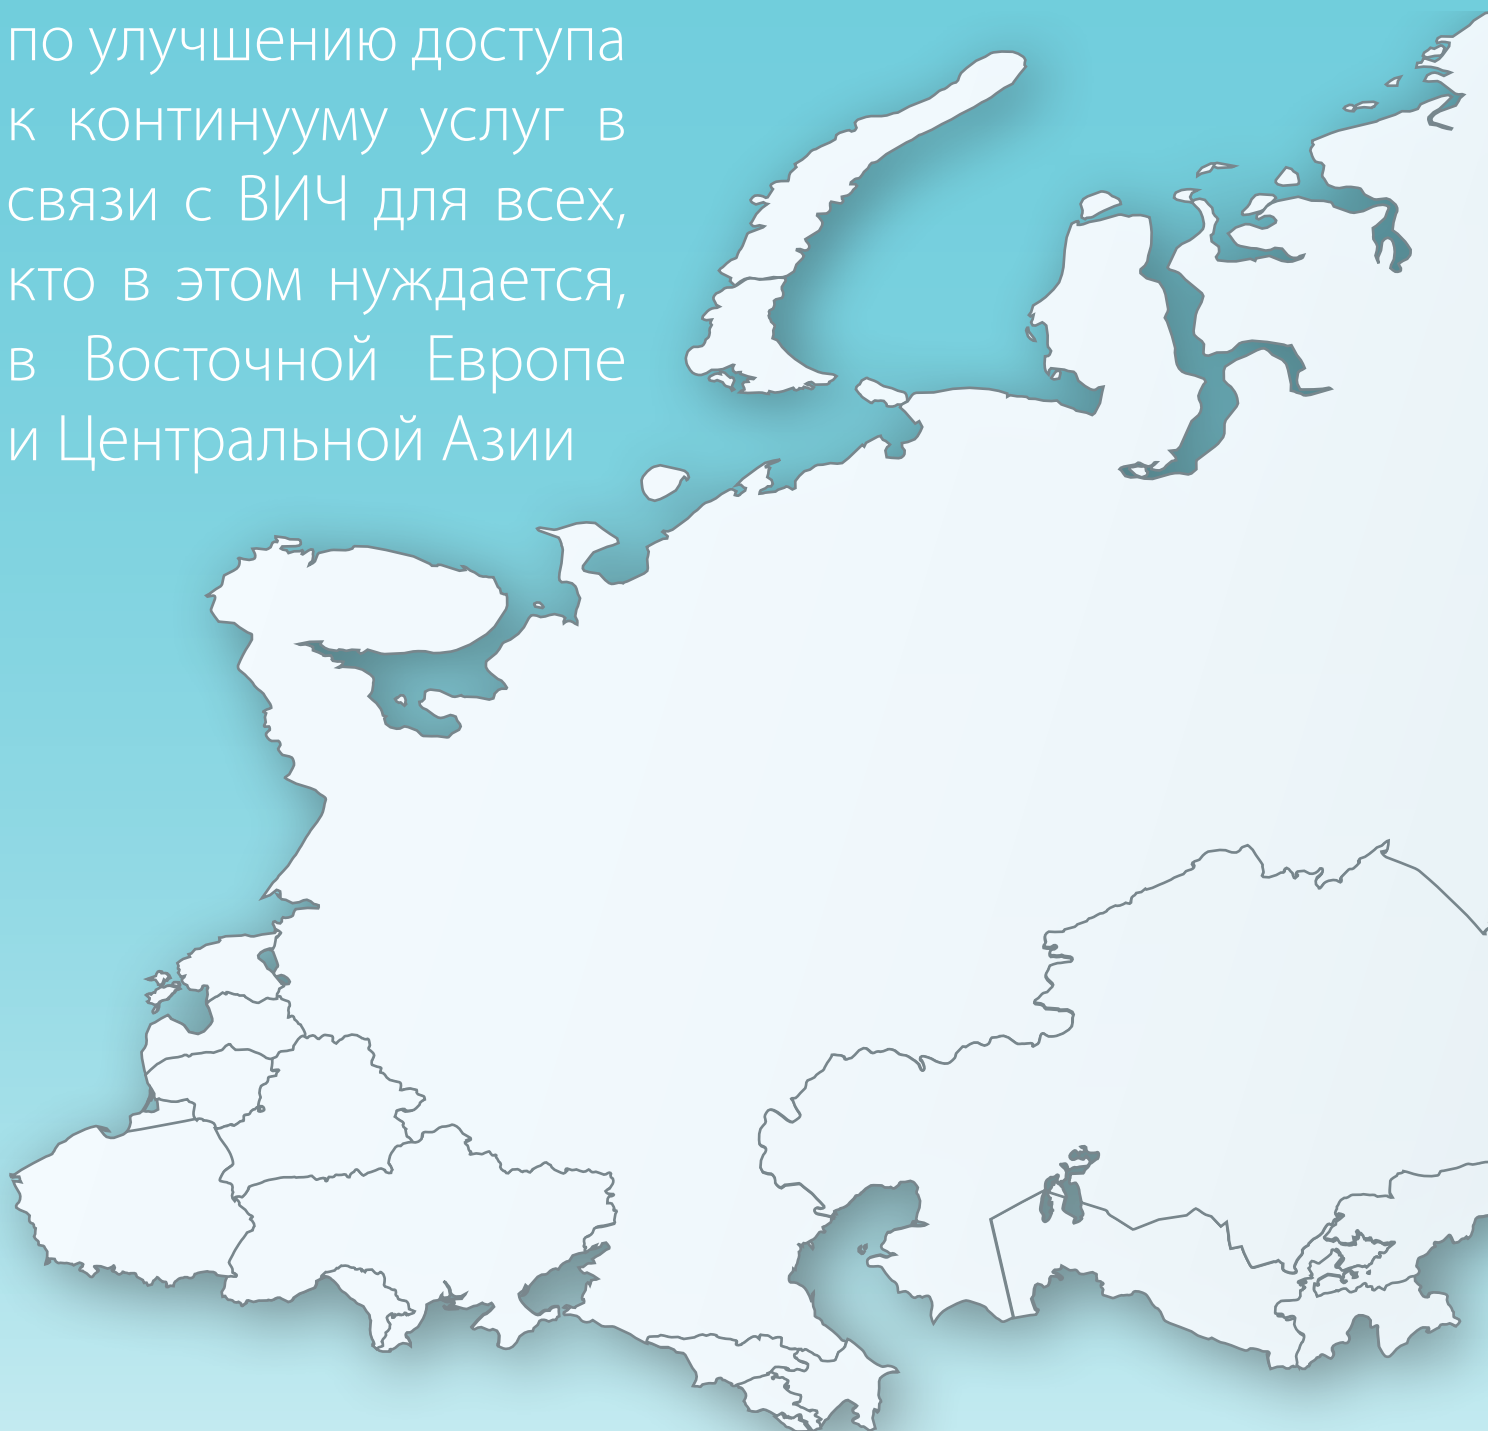 по улучшению доступа
к континууму услуг в
связи с ВИЧ для всех,
кто в этом нуждается,
в Восточной Европе
и Центральной Азии